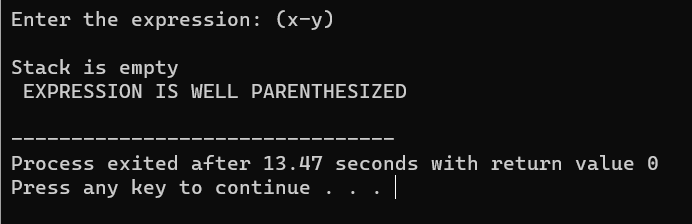 Enter the expression: (x-y)
Stack is empty
EXPRESSION IS WELL PARENTHESIZED
--------------------------------
Process exited after 13.47 seconds with return value 0
Press any key to continue . . .